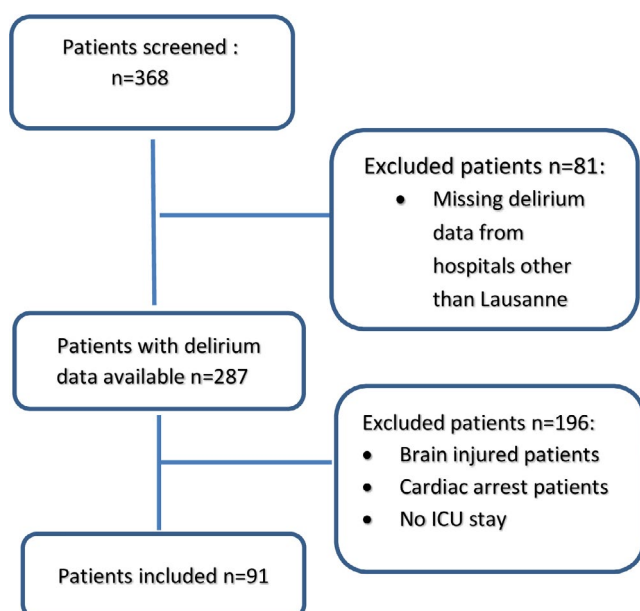 Patients screened :
n=368
Excluded patients n=81:
• Missing delirium
data from
hospitals other
than Lausanne
Patients with delirium
data available n=287
Excluded patients n=196:
• Brain injured patients
• Cardiac arrest patients
• No ICU stay
Patients included n=91